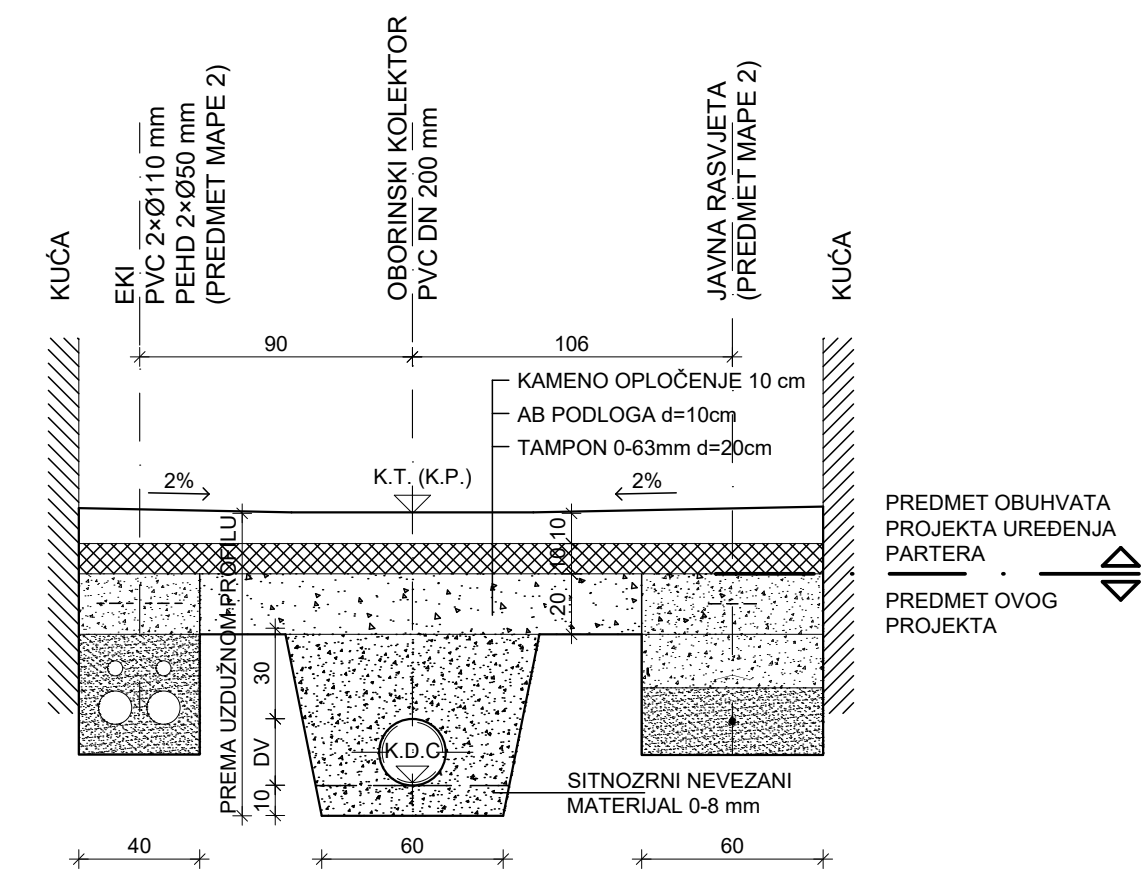 KUĆA
EKI
PVC 2×Ø110 mm
PEHD 2×Ø50 mm
(PREDMET MAPE 2)
OBORINSKI KOLEKTOR
PVC DN 200 mm
JAVNA RASVJETA
(PREDMET MAPE 2)
KUĆA
90
106
KAMENO OPLOČENJE 10 cm
AB PODLOGA d=10cm
TAMPON 0-63mm d=20cm
2%
K.T. (K.P.)
2%
PREDMET OBUHVATA
PROJEKTA UREĐENJA
PARTERA
PREDMET OVOG
PROJEKTA
PREMA UZDUŽNOM PROFILU
10
10
20
30
DV
10
K.D.C
SITNOZRNI NEVEZANI
MATERIJAL 0-8 mm
40
60
60